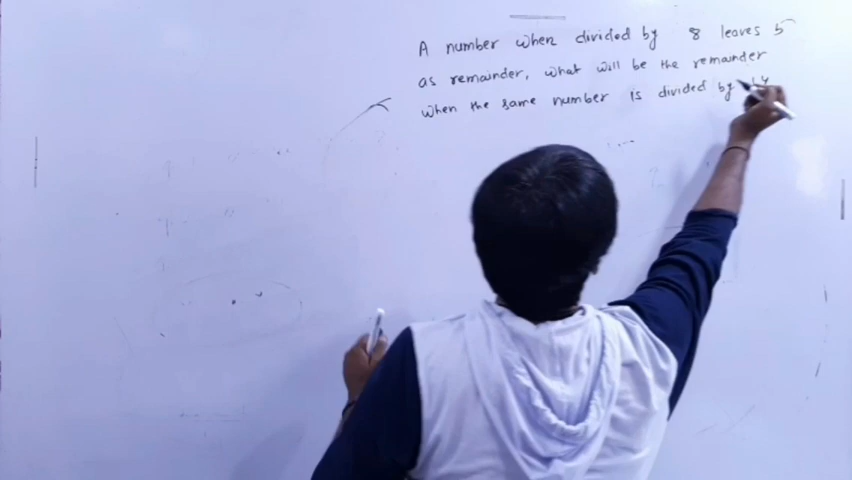 A number when divided by 8 leaves 5
as remainder, what will be the remainder
when the same number is divided by